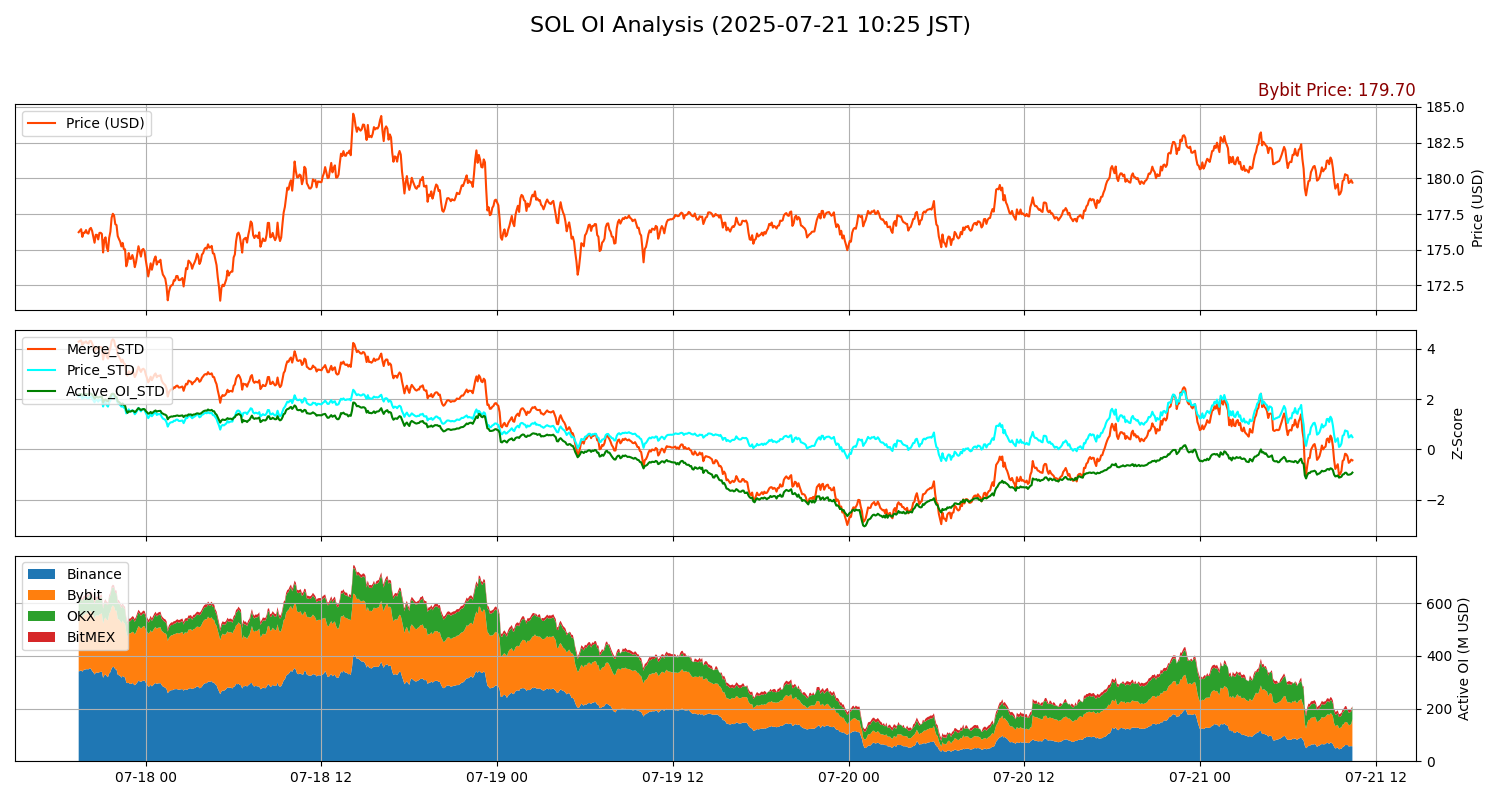 SOL OI Analysis (2025-07-21 10:25 JST)
Bybit Price: 179.70
Price (USD)
185.0
182.5
180.0
177.5
175.0
172.5
Price (USD)
Merge_STD
Price_STD
Active_OI_STD
4
2
0
−2
Z-Score
Binance
Bybit
OKX
BitMEX
600
400
200
0
Active OI (M USD)
07-18 00
07-18 12
07-19 00
07-19 12
07-20 00
07-20 12
07-21 00
07-21 12